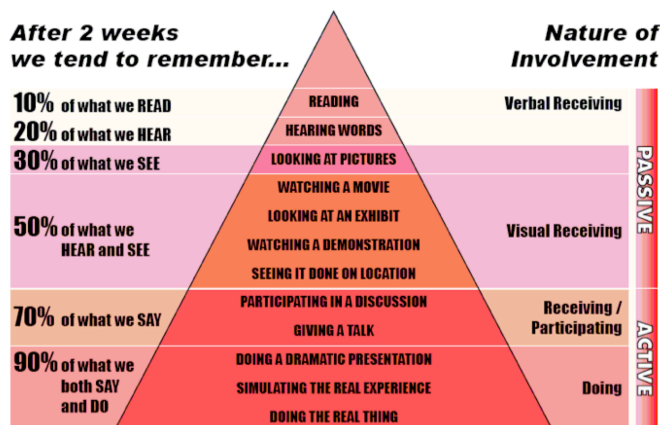 After 2 weeks
we tend to remember...
Nature of
Involvement
10% of what we READ
READING
Verbal Receiving
20% of what we HEAR
HEARING WORDS
30% of what we SEE
LOOKING AT PICTURES
PASSIVE
WATCHING A MOVIE
50% of what we
HEAR and SEE
LOOKING AT AN EXHIBIT
WATCHING A DEMONSTRATION
SEEING IT DONE ON LOCATION
Visual Receiving
70% of what we SAY
PARTICIPATING IN A DISCUSSION
GIVING A TALK
Receiving /
Participating
ACTIVE
90% of what we
both SAY
and DO
DOING A DRAMATIC PRESENTATION
SIMULATING THE REAL EXPERIENCE
DOING THE REAL THING
Doing